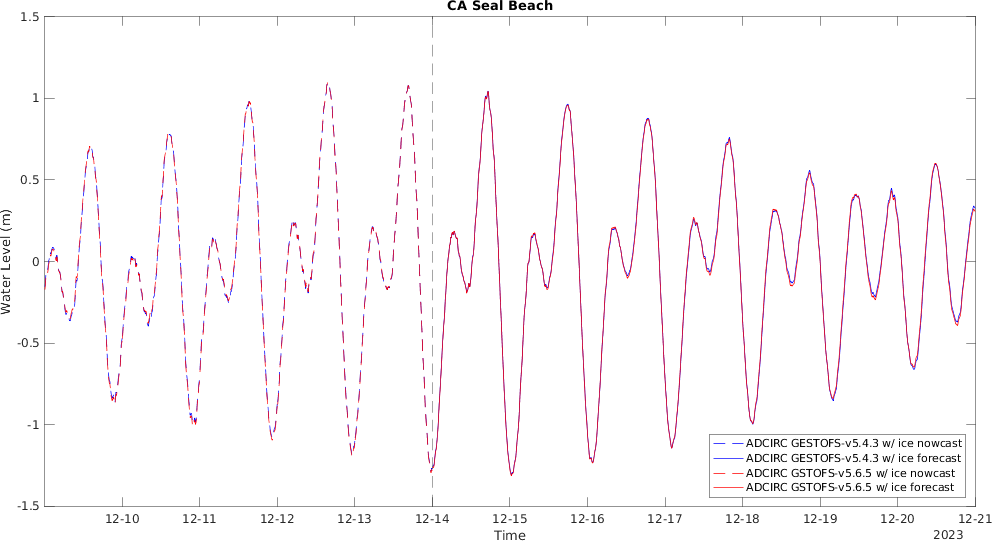 CA Seal Beach
1.5
1
0.5
0
-0.5
-1
-1.5
Water Level (m)
12-10 12-11 12-12 12-13 12-14 12-15 12-16 12-17 12-18 12-19 12-20 12-21
Time
2023
ADCIRC GESTOFS-v5.4.3 w/ ice nowcast
ADCIRC GESTOFS-v5.4.3 w/ ice forecast
ADCIRC GSTOFS-v5.6.5 w/ ice nowcast
ADCIRC GSTOFS-v5.6.5 w/ ice forecast